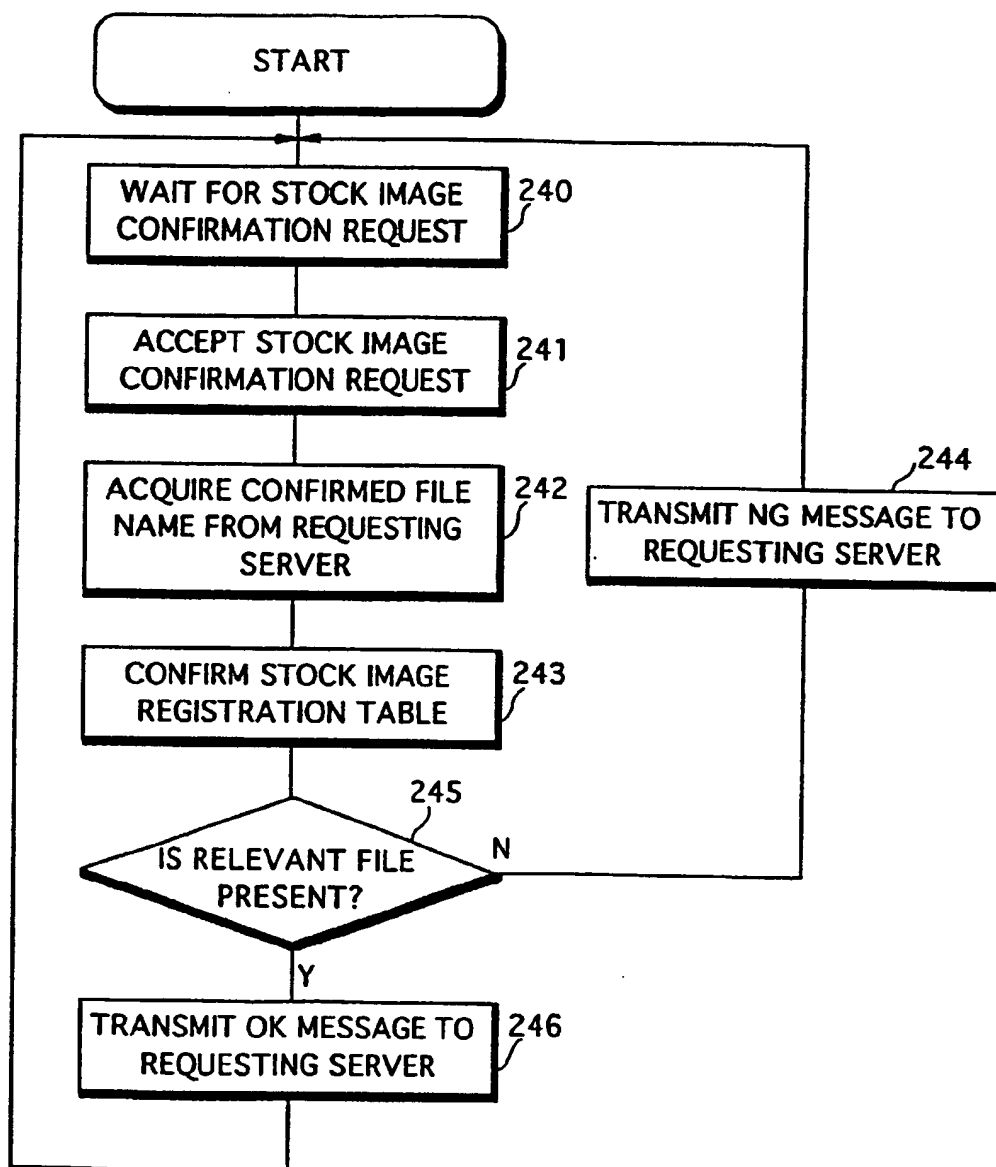 START
WAIT FOR STOCK IMAGE
CONFIRMATION REQUEST
240
ACCEPT STOCK IMAGE
CONFIRMATION REQUEST
241
ACQUIRE CONFIRMED FILE
NAME FROM REQUESTING
SERVER
242
244
TRANSMIT NG MESSAGE TO
REQUESTING SERVER
CONFIRM STOCK IMAGE
REGISTRATION TABLE
243
245
IS RELEVANT FILE
PRESENT?
N
Y
TRANSMIT OK MESSAGE TO
REQUESTING SERVER
246